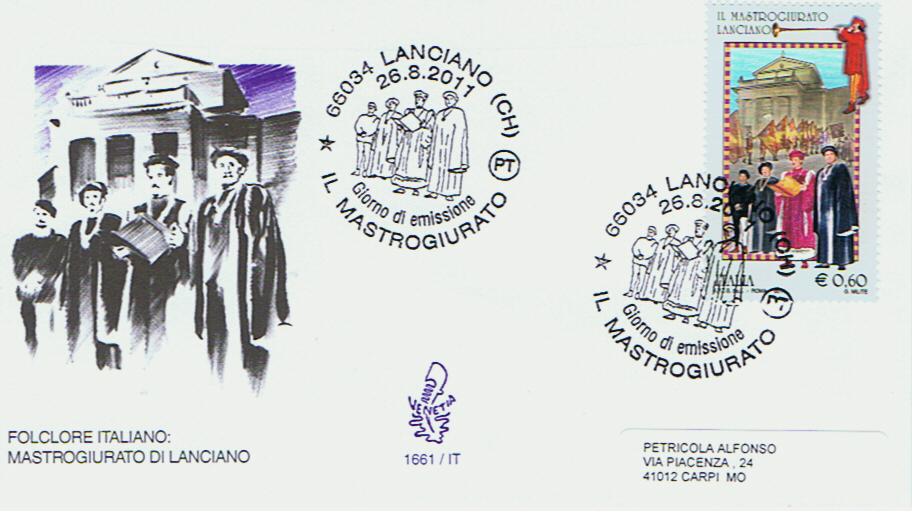 66034 LANCIANO (CH)
26.8.2011
PT
Giorno di emissione
IL MASTROGIURATO
IL MASTROGIURATO
LANCIANO
ITALIA
ROMA
G. MILITE
€ 0,60
66034 LANCIANO (CH)
26.8.2011
Giorno di emissione
IL MASTROGIURATO
VENETIA
1661 / IT
FOLCLORE ITALIANO:
MASTROGIURATO DI LANCIANO
PETRICOLA ALFONSO
VIA PIACENZA , 24
41012 CARPI MO